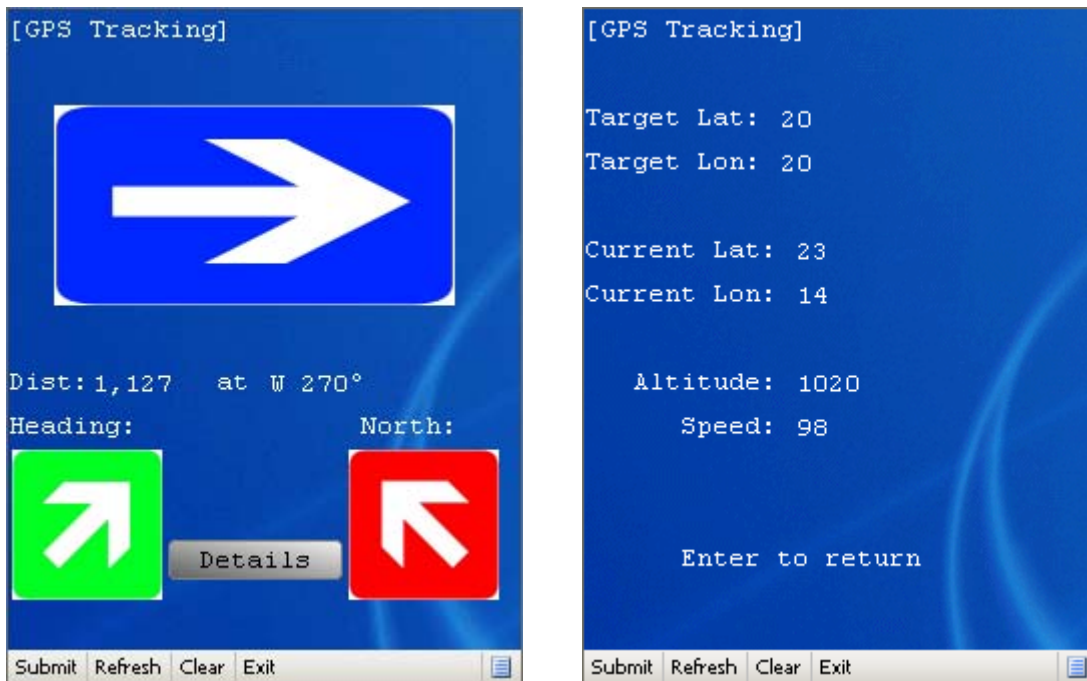 [GPS Tracking]
Dist: 1,127 at W 270°
Heading: North:
Details
Submit Refresh Clear Exit
[GPS Tracking]
Target Lat: 20
Target Lon: 20
Current Lat: 23
Current Lon: 14
Altitude: 1020
Speed: 98
Enter to return
Submit Refresh Clear Exit